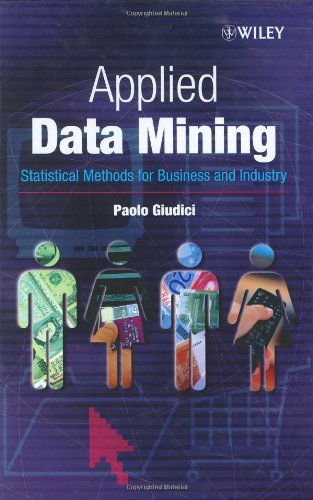 WILEY
Applied
Data Mining
Statistical Methods for Business and Industry
Paolo Giudici